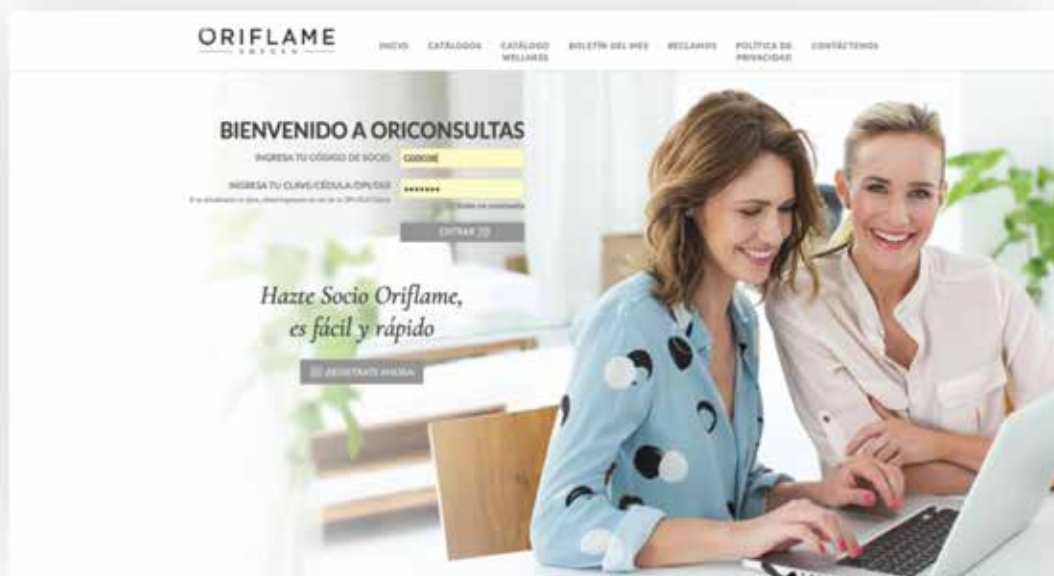 ORIFLAME
SWEDEN
INICIO CATÁLOGOS CATÁLOGO WELLNESS BOLETÍN DEL MES RECLAMOS POLÍTICA DE PRIVACIDAD CONTÁCTENOS
BIENVENIDO A ORICONSULTAS
INGRESA TU CÓDIGO DE SOCIO
INGRESA TU CLAVE/CÉDULA/DPI/DUI
ENTRAR
Hazte Socio Oriflame,
es fácil y rápido
¡REGÍSTRATE AHORA!